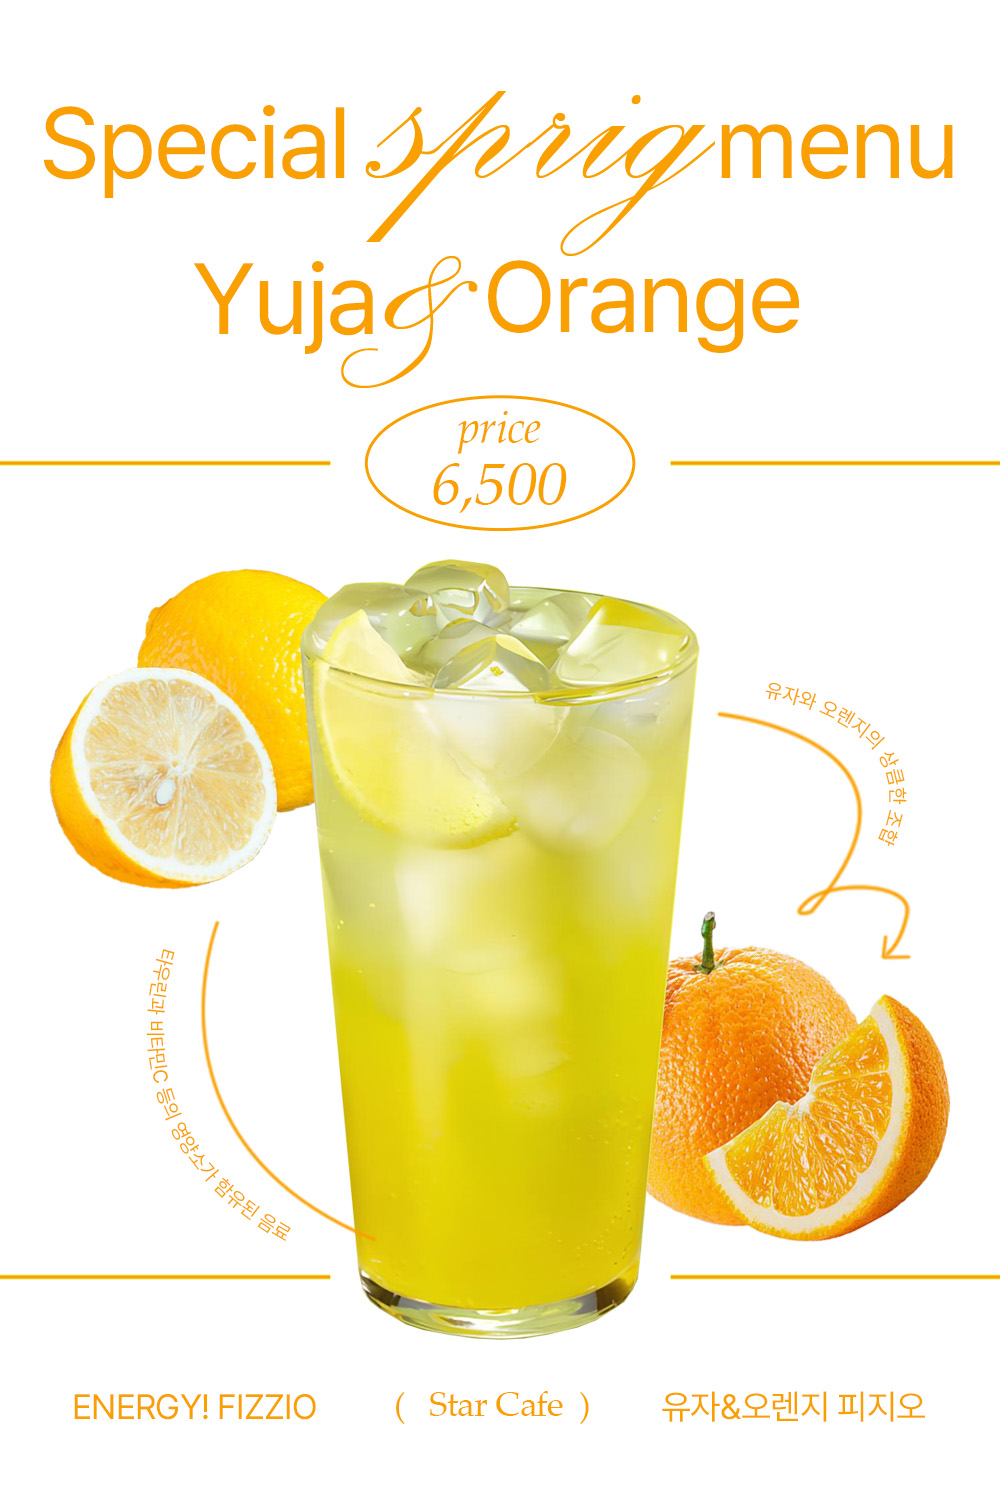 Special sprig menu
Yuja & Orange
price
6,500
유자와 오렌지의 상큼한 조합
타우린과 비타민C 등의 영양소가 함유된 음료
ENERGY! FIZZIO
( Star Cafe )
유자&오렌지 피지오